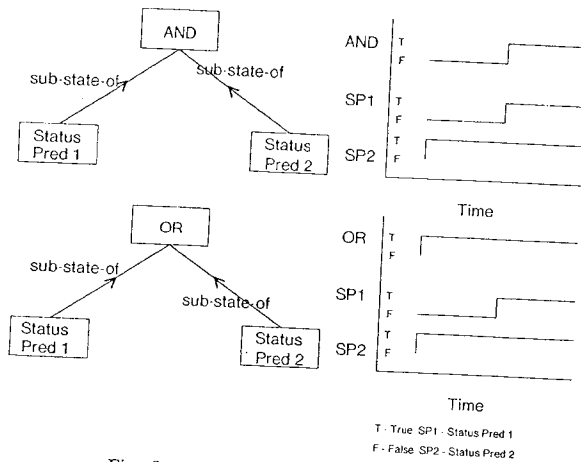 AND
sub-state-of
sub-state-of
Status
Pred 1
Status
Pred 2
AND T
F
SP1 T
F
SP2 T
F
Time
OR
sub-state-of
sub-state-of
Status
Pred 1
Status
Pred 2
OR T
F
SP1 T
F
SP2 T
F
Time
T - True SP1 - Status Pred 1
F - False SP2 - Status Pred 2